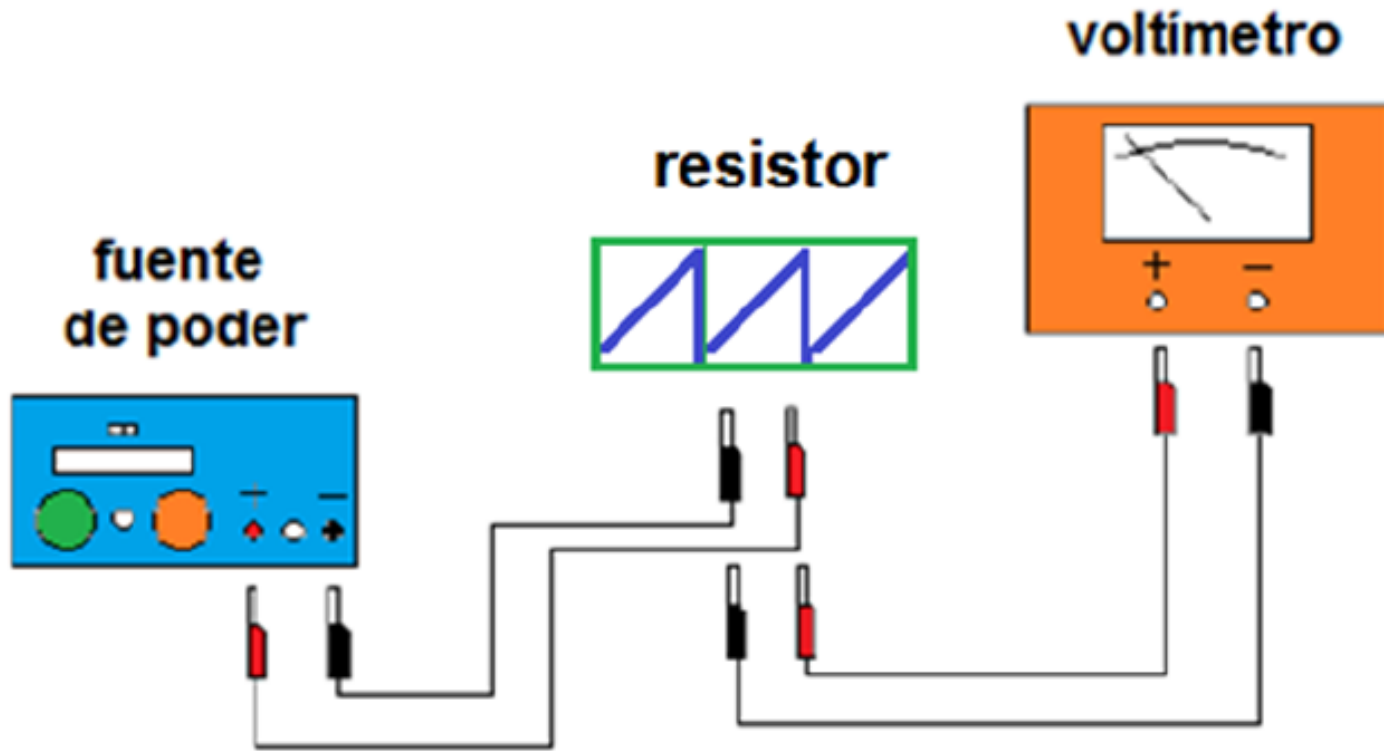 voltímetro
resistor
fuente
de poder
+ −
+ −